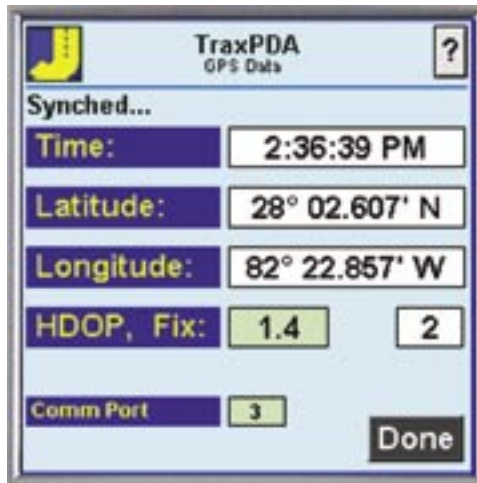 TraxPDA
GPS Data
?
Synched...
Time: 2:36:39 PM
Latitude: 28° 02.607' N
Longitude: 82° 22.857' W
HDOP, Fix: 1.4 2
Comm Port 3
Done